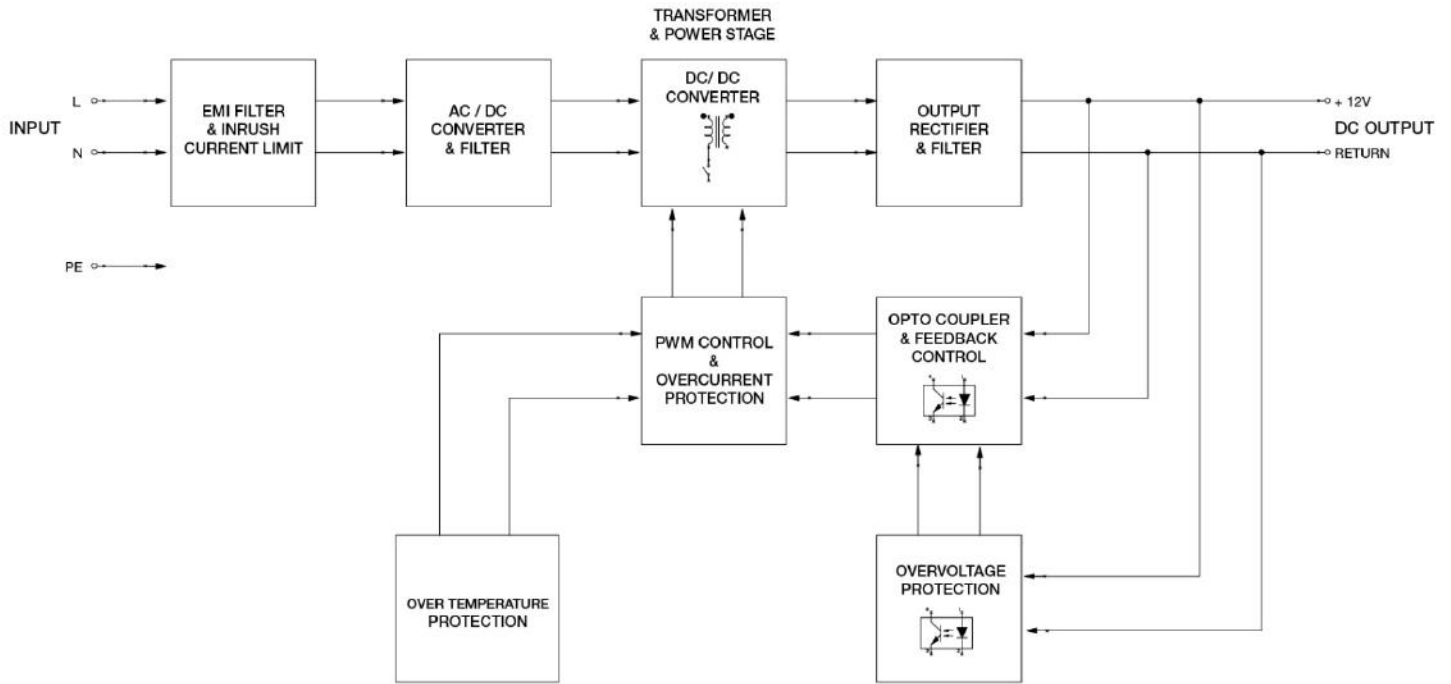 TRANSFORMER
& POWER STAGE
INPUT
L
N
EMI FILTER
& INRUSH
CURRENT LIMIT
AC / DC
CONVERTER
& FILTER
DC/ DC
CONVERTER
OUTPUT
RECTIFIER
& FILTER
+ 12V
DC OUTPUT
RETURN
PE
PWM CONTROL
&
OVERCURRENT
PROTECTION
OPTO COUPLER
& FEEDBACK
CONTROL
OVER TEMPERATURE
PROTECTION
OVERVOLTAGE
PROTECTION